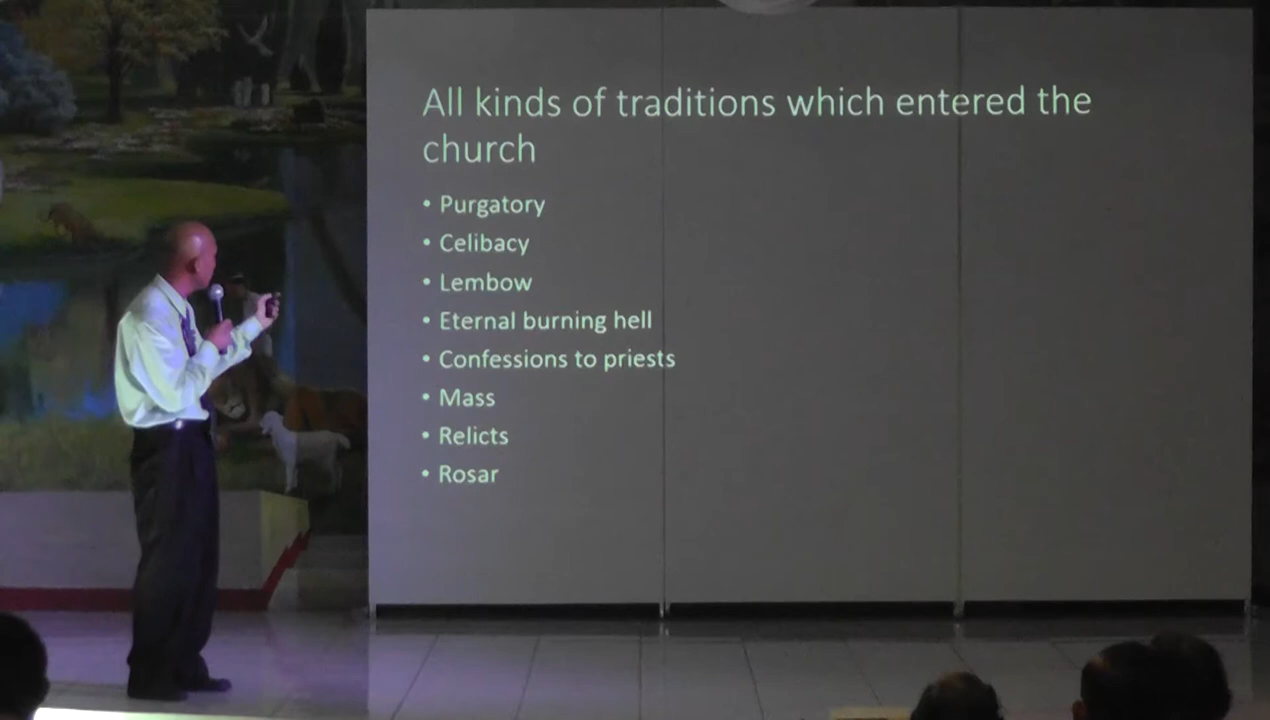 All kinds of traditions which entered the
church
• Purgatory
• Celibacy
• Lembow
• Eternal burning hell
• Confessions to priests
• Mass
• Relicts
• Rosar